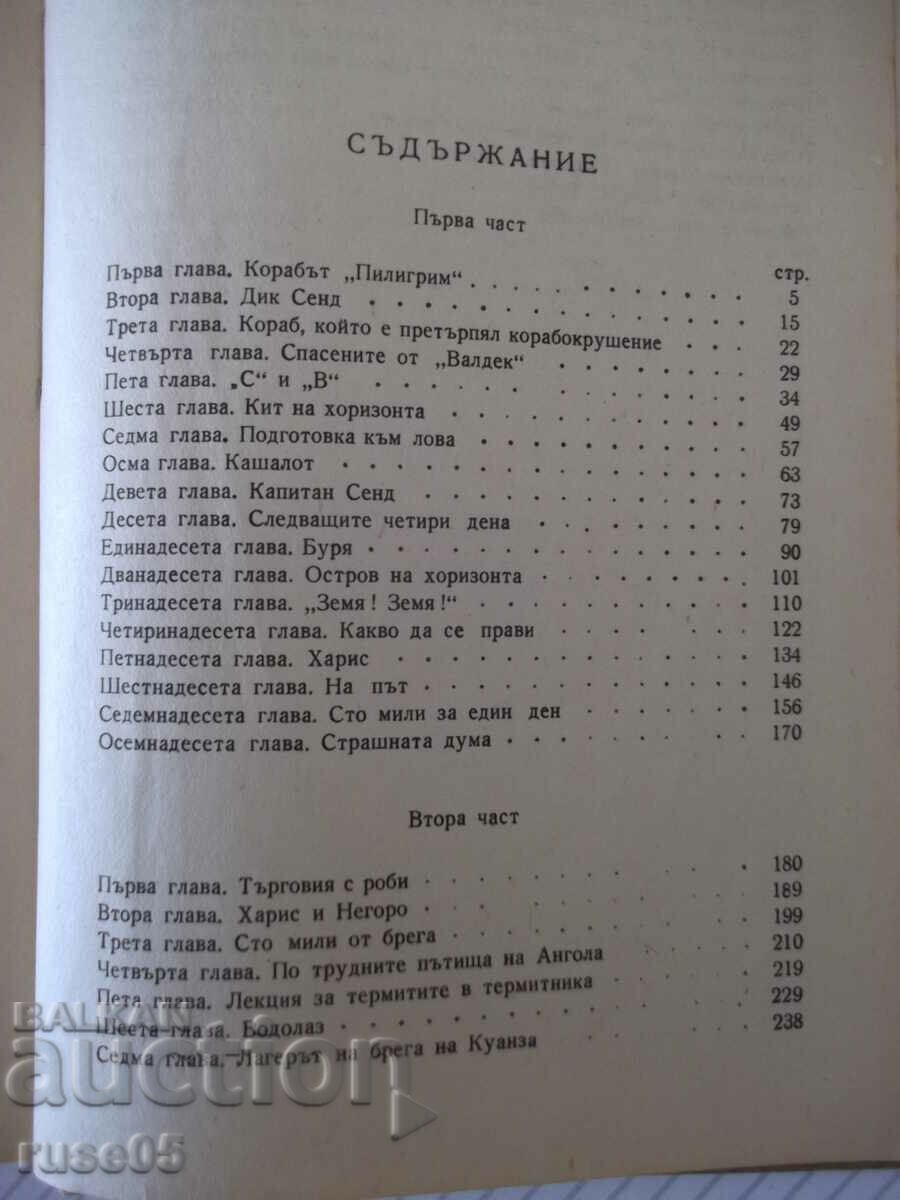 СЪДЪРЖАНИЕ
Първа част
стр.
Първа глава. Корабът „Пилигрим“ . . . . . . . . . . 5
Втора глава. Дик Сенд . . . . . . . . . . . . . 15
Трета глава. Кораб, който е претърпял корабокрушение . . . 22
Четвърта глава. Спасените от „Валдек“ . . . . . . . 29
Пета глава. „С“ и „В“ . . . . . . . . . . . 34
Шеста глава. Кит на хоризонта . . . . . . . . . . 49
Седма глава. Подготовка към лова . . . . . . . . . 57
Осма глава. Кашалот . . . . . . . . . . . . . 63
Девета глава. Капитан Сенд . . . . . . . . . . . 73
Десета глава. Следващите четири дена . . . . . . . . 79
Единадесета глава. Буря . . . . . . . . . . . . 90
Дванадесета глава. Остров на хоризонта . . . . . . . . 101
Тринадесета глава. „Земя! Земя!“ . . . . . . . . . 110
Четиринадесета глава. Какво да се прави . . . . . . . 122
Петнадесета глава. Харис . . . . . . . . . . . . 134
Шестнадесета глава. На път . . . . . . . . . . . 146
Седемнадесета глава. Сто мили за един ден . . . . . . 156
Осемнадесета глава. Страшната дума . . . . . . . . . 170
Втора част
Първа глава. Търговия с роби . . . . . . . . . . . 180
Втора глава. Харис и Негоро . . . . . . . . . . . 189
Трета глава. Сто мили от брега . . . . . . . . . . 199
Четвърта глава. По трудните пътища на Ангола . . . . . 210
Пета глава. Лекция за термитите в термитника . . . . . 219
Шеста глава. Водолаз . . . . . . . . . . . . . 229
Седма глава. Лагерът на брега на Куанза . . . . . . . 238
BALKAN
auction
ruse05